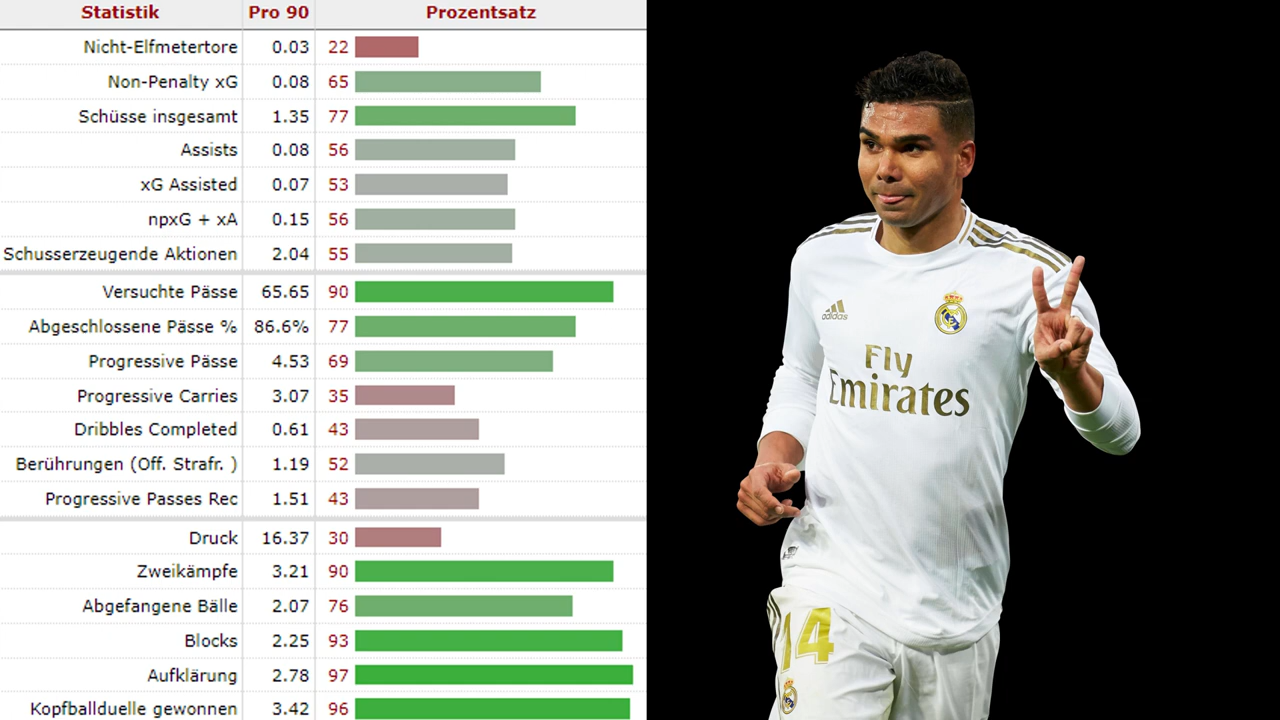 Statistik Pro 90 Prozentsatz
Nicht-Elfmetertore 0.03 22
Non-Penalty xG 0.08 65
Schüsse insgesamt 1.35 77
Assists 0.08 56
xG Assisted 0.07 53
npxG + xA 0.15 56
Schusserzeugende Aktionen 2.04 55
Versuchte Pässe 65.65 90
Abgeschlossene Pässe % 86.6% 77
Progressive Pässe 4.53 69
Progressive Carries 3.07 35
Dribbles Completed 0.61 43
Berührungen (Off. Strafr. ) 1.19 52
Progressive Passes Rec 1.51 43
Druck 16.37 30
Zweikämpfe 3.21 90
Abgefangene Bälle 2.07 76
Blocks 2.25 93
Aufklärung 2.78 97
Kopfballduelle gewonnen 3.42 96
adidas
Fly
Emirates
14